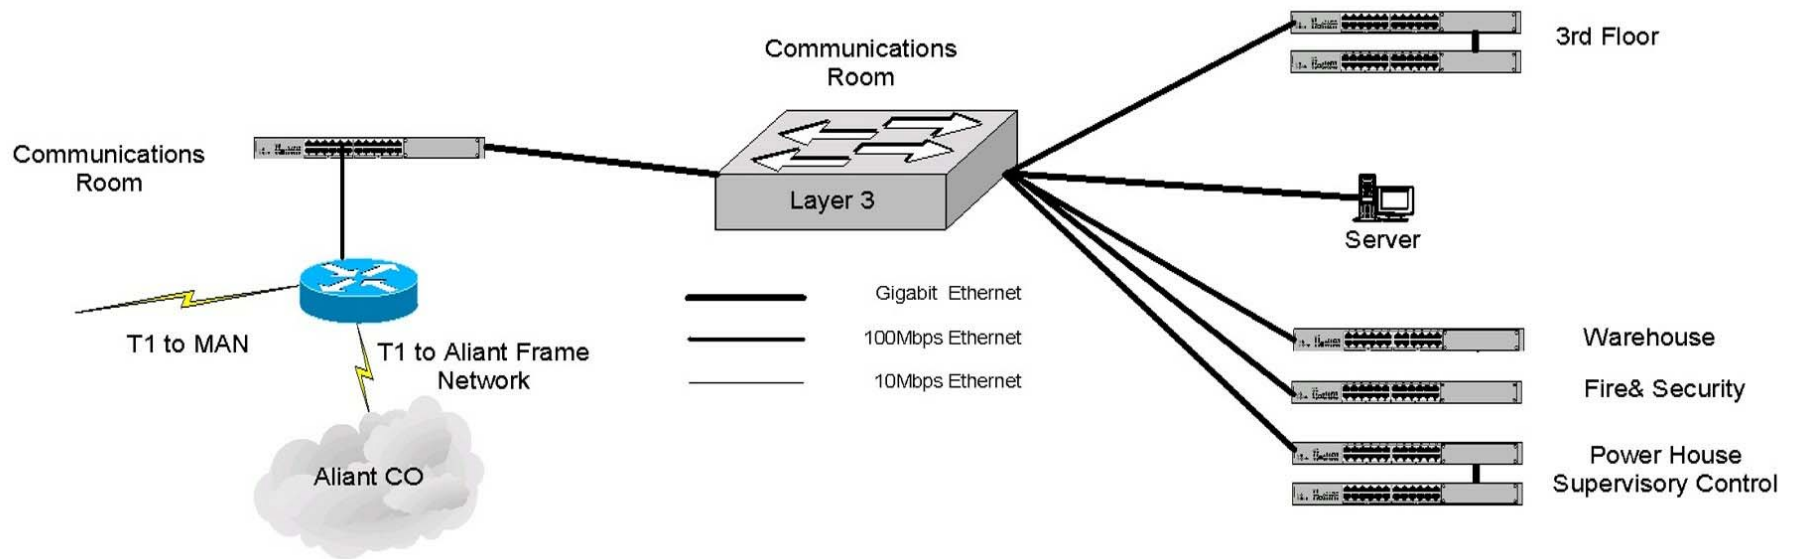 Communications
Room
3rd Floor
Communications
Room
Layer 3
Server
T1 to MAN
T1 to Aliant Frame
Network
Aliant CO
Gigabit Ethernet
100Mbps Ethernet
10Mbps Ethernet
Warehouse
Fire& Security
Power House
Supervisory Control